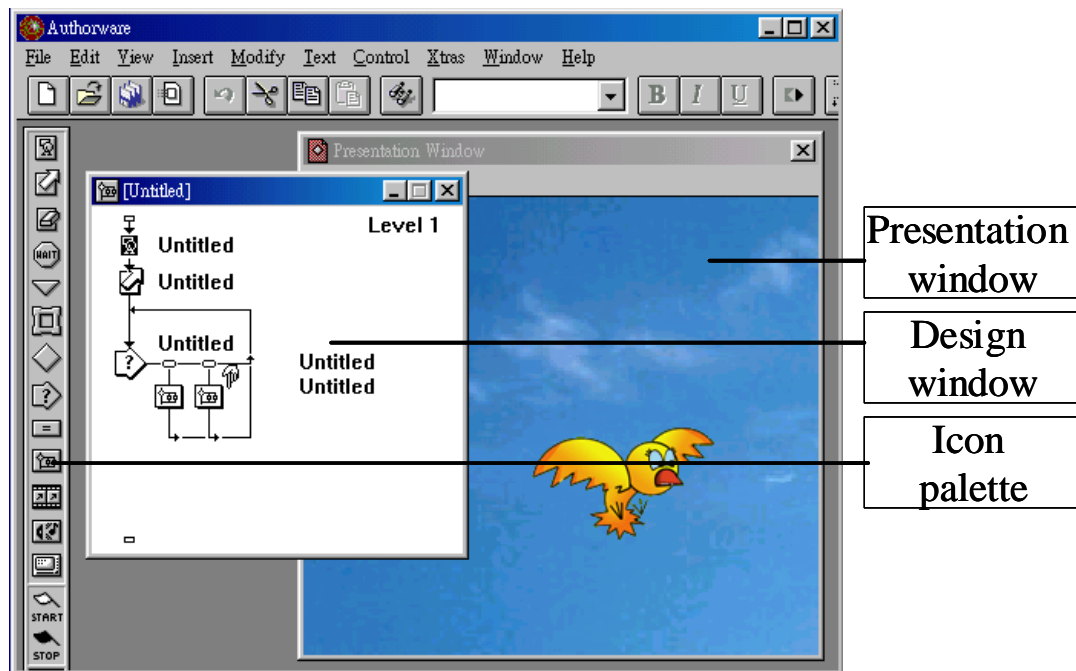 Authorware
File Edit View Insert Modify Text Control Xtras Window Help
B I U
Presentation Window
[Untitled]
Level 1
Untitled
Untitled
Untitled
?
Untitled
Untitled
WAIT
?
=
START
STOP
Presentation
window
Design
window
Icon
palette